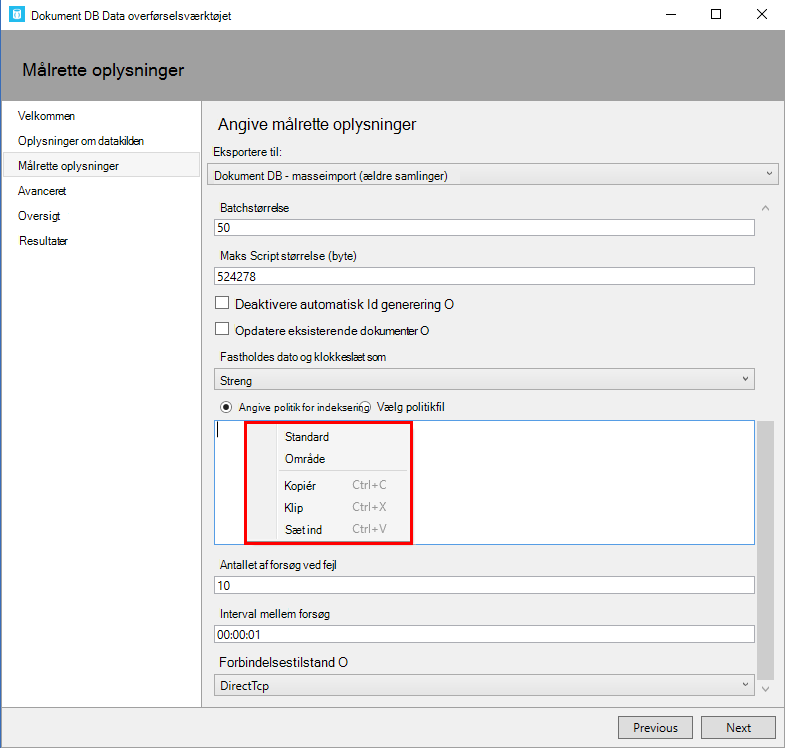 Dokument DB Data overførselsværktøjet
Målrette oplysninger
Velkommen
Oplysninger om datakilden
Målrette oplysninger
Avanceret
Oversigt
Resultater
Angive målrette oplysninger
Eksportere til:
Dokument DB - masseimport (ældre samlinger)
Batchstørrelse
50
Maks Script størrelse (byte)
524278
Deaktivere automatisk Id generering O
Opdatere eksisterende dokumenter O
Fastholdes dato og klokkeslæt som
Streng
Angive politik for indeksering Vælg politikfil
Standard
Område
Kopiér Ctrl+C
Klip Ctrl+X
Sæt ind Ctrl+V
Antallet af forsøg ved fejl
10
Interval mellem forsøg
00:00:01
Forbindelsestilstand O
DirectTcp
Previous Next